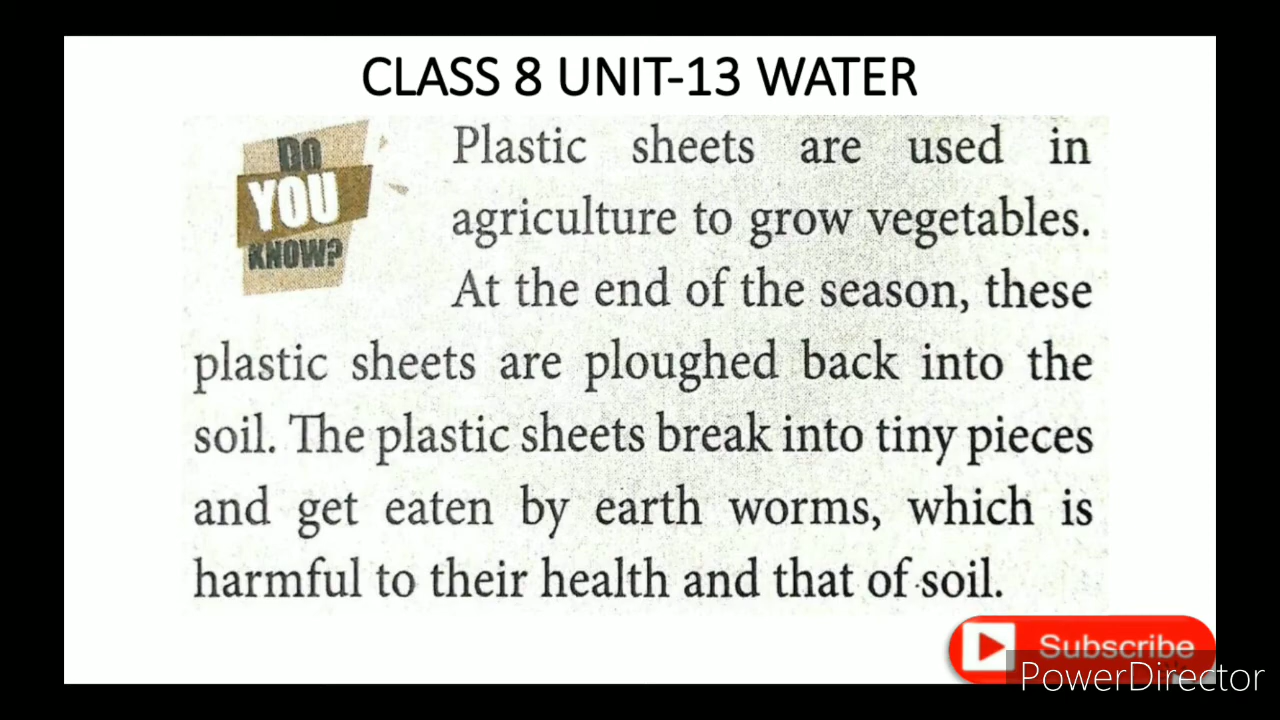 CLASS 8 UNIT-13 WATER
DO
YOU
KNOW?
Plastic sheets are used in
agriculture to grow vegetables.
At the end of the season, these
plastic sheets are ploughed back into the
soil. The plastic sheets break into tiny pieces
and get eaten by earth worms, which is
harmful to their health and that of soil.
Subscribe
PowerDirector